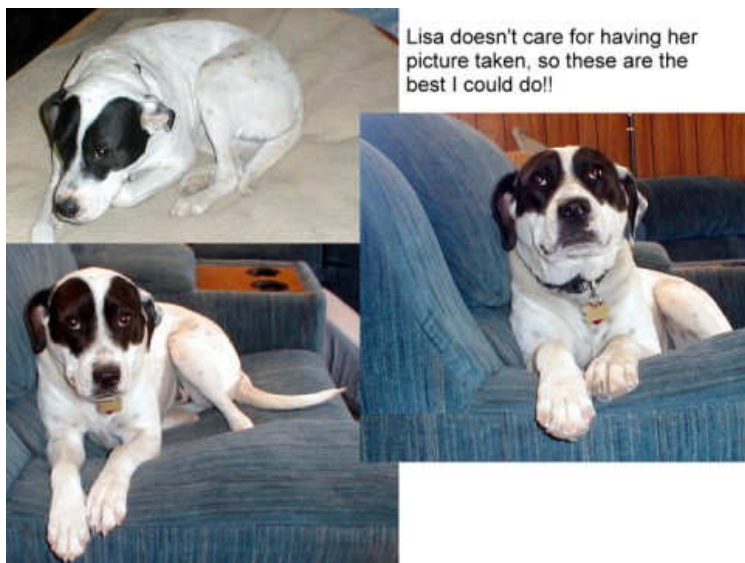 Lisa doesn't care for having her
picture taken, so these are the
best I could do!!